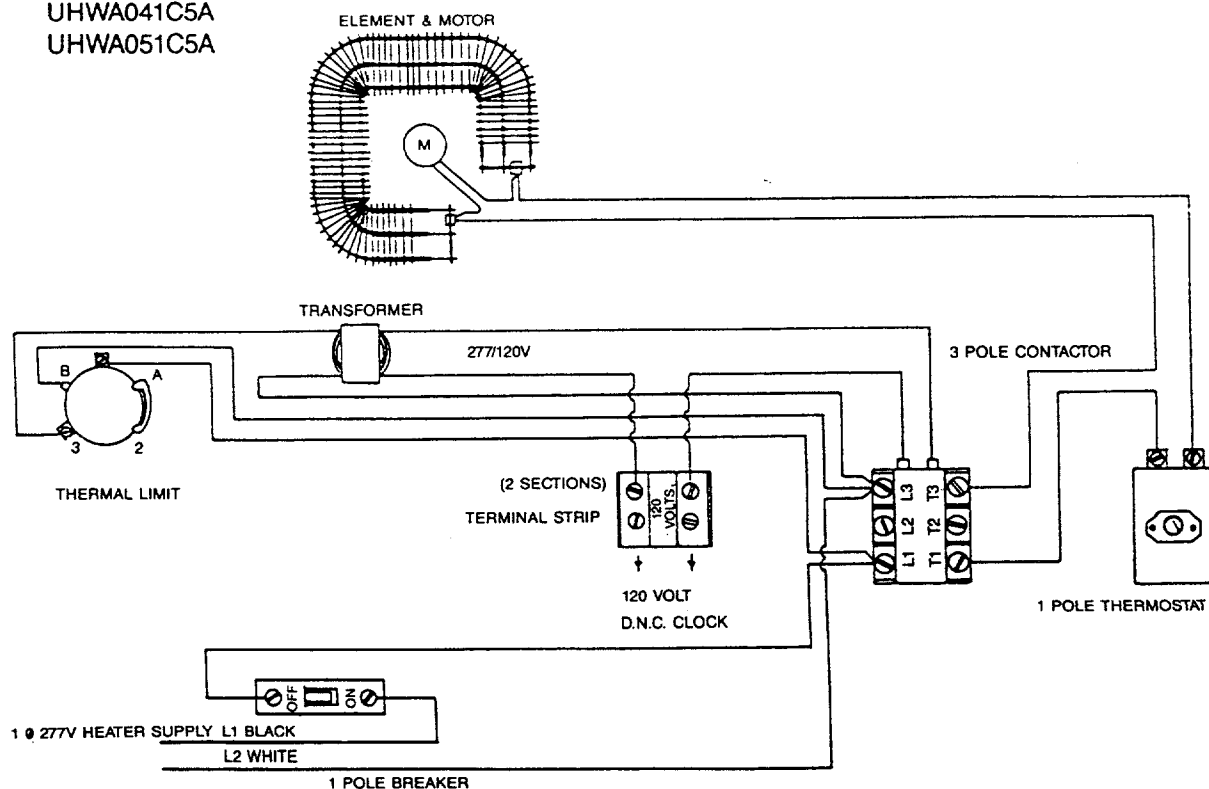 UHWA041C5A
UHWA051C5A
ELEMENT & MOTOR
M
TRANSFORMER
277/120V
3 POLE CONTACTOR
B
A
3
2
THERMAL LIMIT
(2 SECTIONS)
TERMINAL STRIP
120
VOLTS
L3 T3
L2 T2
L1 T1
120 VOLT
D.N.C. CLOCK
1 POLE THERMOSTAT
OFF
ON
1 Ø 277V HEATER SUPPLY L1 BLACK
L2 WHITE
1 POLE BREAKER